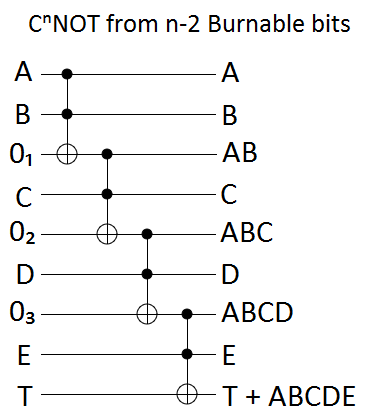 CⁿNOT from n-2 Burnable bits
A A
B B
0₁ AB
C C
0₂ ABC
D D
0₃ ABCD
E E
T T + ABCDE